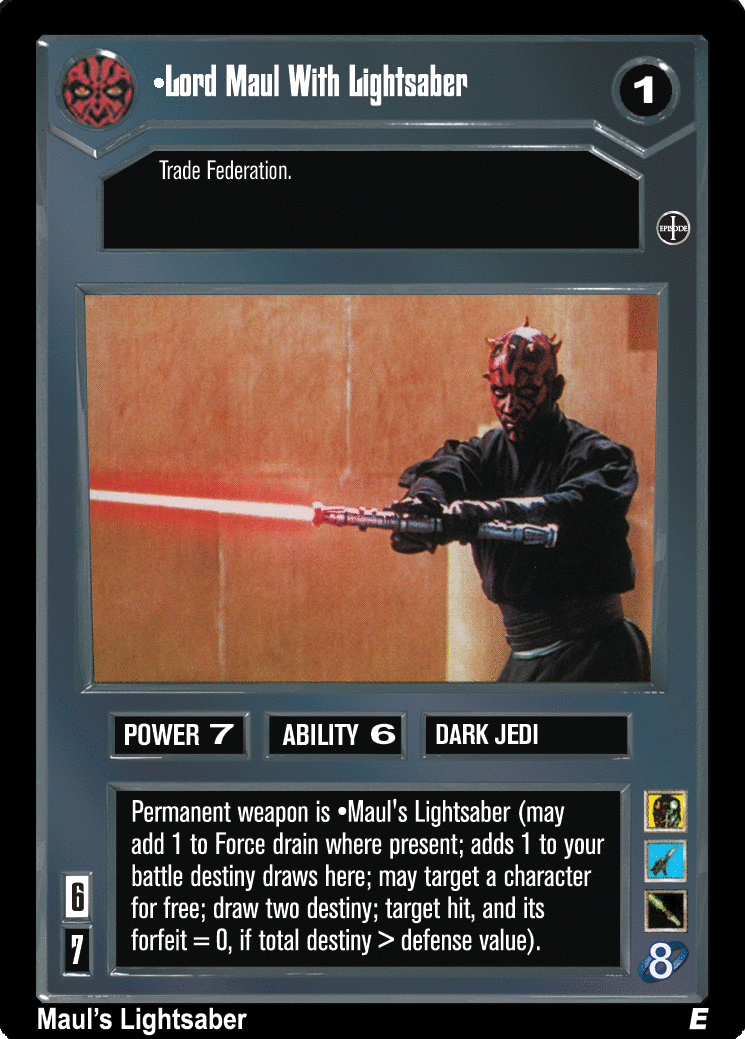 •Lord Maul With Lightsaber
1
Trade Federation.
EPISODE I
POWER 7
ABILITY 6
DARK JEDI
Permanent weapon is •Maul's Lightsaber (may
add 1 to Force drain where present; adds 1 to your
battle destiny draws here; may target a character
for free; draw two destiny; target hit, and its
forfeit = 0, if total destiny > defense value).
6
7
8
Maul's Lightsaber
E